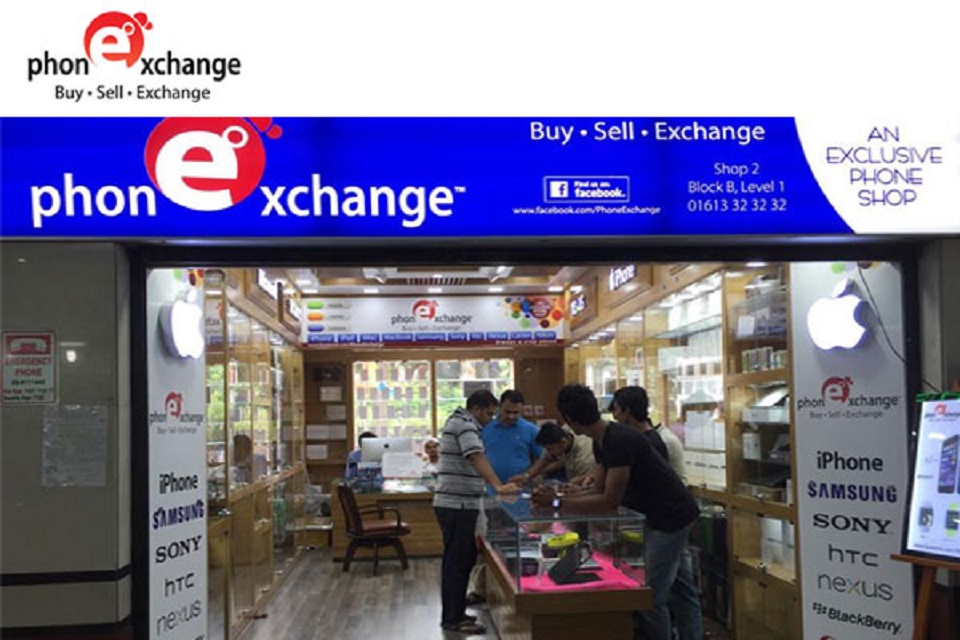 phonexchange
Buy • Sell • Exchange
Buy • Sell • Exchange
phonexchange™
Find us on
facebook.
www.facebook.com/PhoneExchange
Shop 2
Block B, Level 1
01613 32 32 32
AN
EXCLUSIVE
PHONE
SHOP
iPhone
phonexchange
Buy • Sell • Exchange
EMERGENCY
PHONE
phonexchange
Buy • Sell • Exchange
iPhone
SAMSUNG
SONY
hTC
nexus
phonexchange
Buy • Sell • Exchange
iPhone
SAMSUNG
SONY
hTC
nexus
BlackBerry